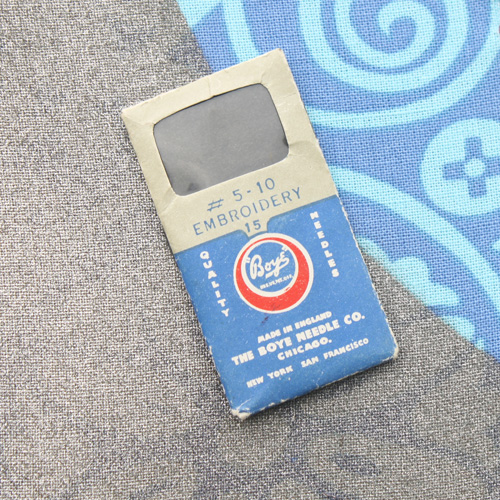 # 5-10
EMBROIDERY
15
QUALITY
NEEDLES
Boye
MADE IN ENGLAND
THE BOYE NEEDLE CO.
CHICAGO.
NEW YORK SAN FRANCISCO